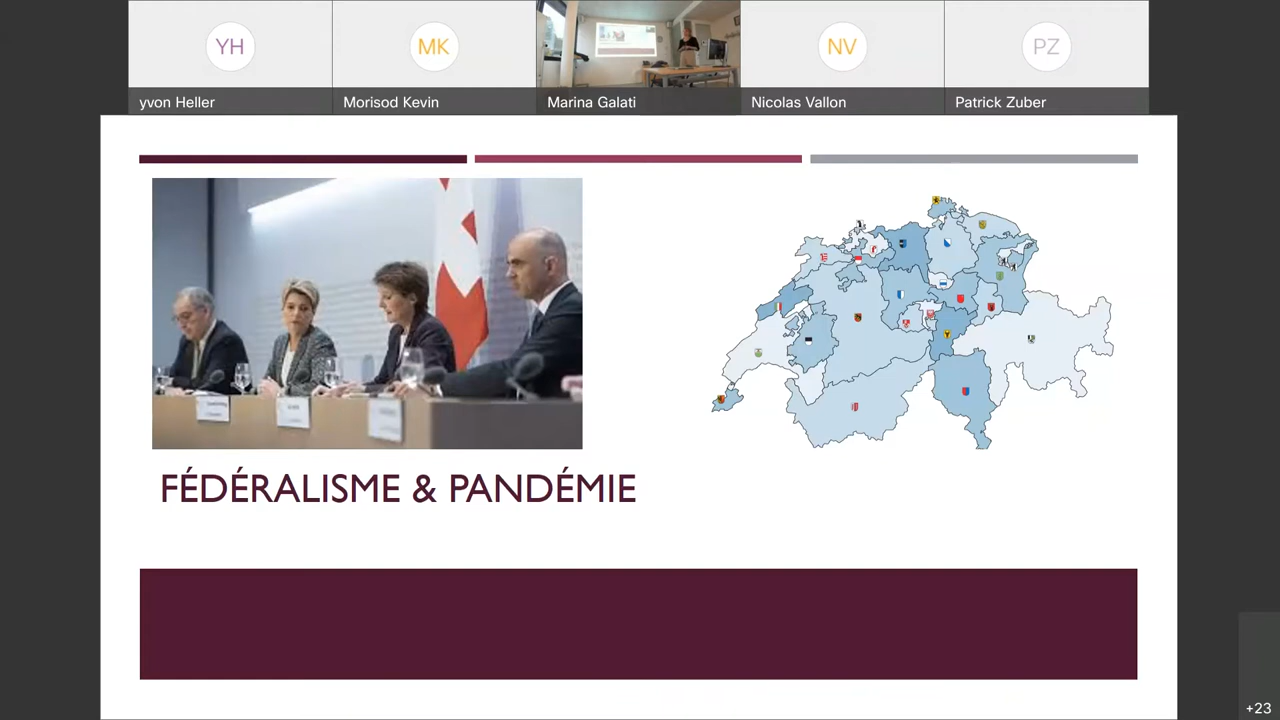 YH
MK
NV
PZ
yvon Heller
Morisod Kevin
Marina Galati
Nicolas Vallon
Patrick Zuber
FÉDÉRALISME & PANDÉMIE
+23